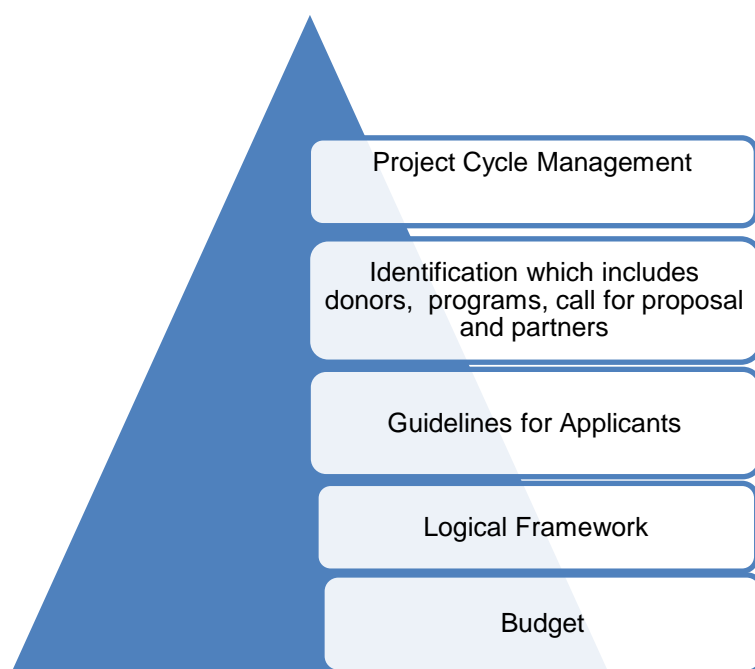 Project Cycle Management
Identification which includes
donors, programs, call for proposal
and partners
Guidelines for Applicants
Logical Framework
Budget